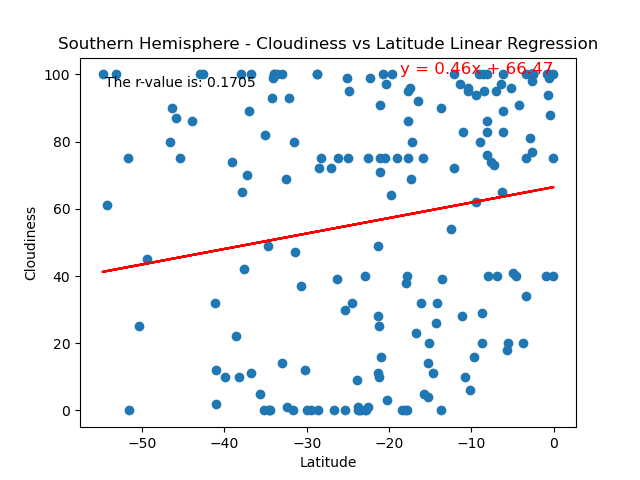 Southern Hemisphere - Cloudiness vs Latitude Linear Regression
y = 0.46x + 66.47
The r-value is: 0.1705
100
80
60
40
20
0
Cloudiness
−50 −40 −30 −20 −10 0
Latitude